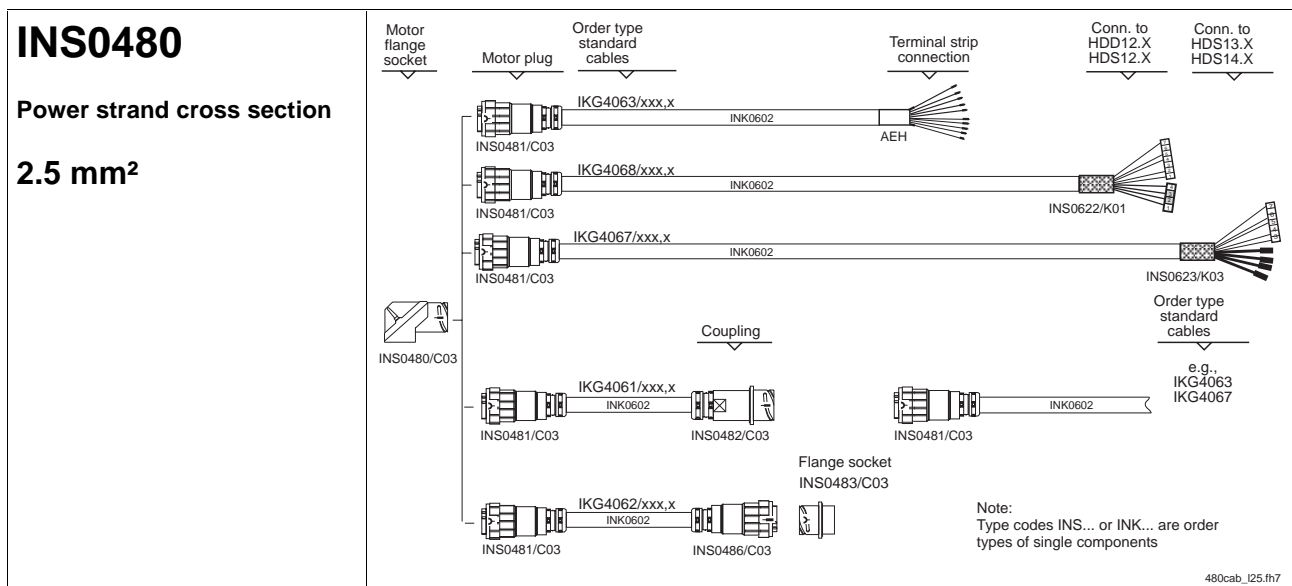 INS0480
Power strand cross section
2.5 mm²
Motor
flange
socket
Motor plug
Order type
standard
cables
Terminal strip
connection
Conn. to
HDD12.X
HDS12.X
Conn. to
HDS13.X
HDS14.X
IKG4063/xxx,x
INK0602
INS0481/C03
AEH
IKG4068/xxx,x
INK0602
INS0481/C03
INS0622/K01
IKG4067/xxx,x
INK0602
INS0481/C03
INS0623/K03
INS0480/C03
Coupling
Order type
standard
cables
e.g.,
IKG4063
IKG4067
IKG4061/xxx,x
INK0602
INS0481/C03
INS0482/C03
INK0602
INS0481/C03
Flange socket
INS0483/C03
IKG4062/xxx,x
INK0602
INS0481/C03
INS0486/C03
Note:
Type codes INS... or INK... are order
types of single components
480cab_l25.fh7